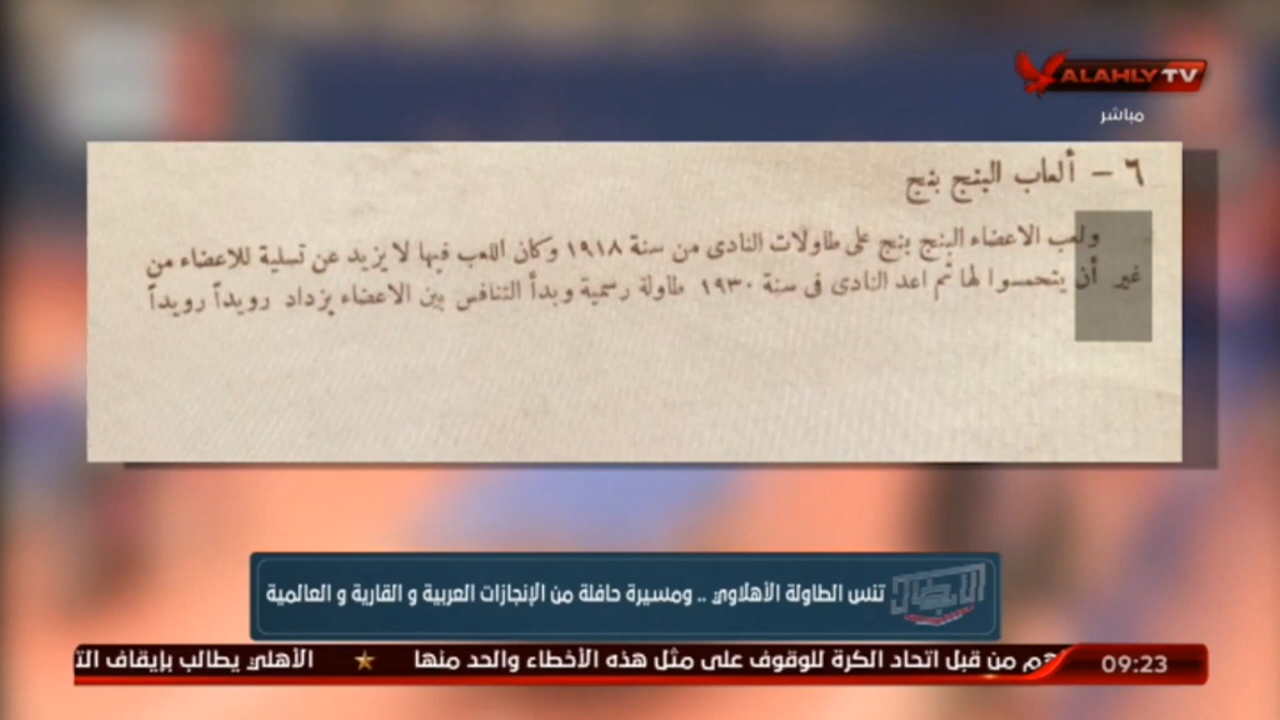 ALAHLY TV
مباشر
٦ – ألعاب البنج بنج
ولعب الاعضاء البنج بنج على طاولات النادى من سنة ١٩١٨ وكان اللعب فيها لا يزيد عن تسلية للاعضاء من
غير أن يتحمسوا لها ثم اعد النادى فى سنة ١٩٣٠ طاولة رسمية وبدأ التنافس بين الاعضاء يزداد رويداً رويداً
الأبطال
تنس الطاولة الأهلاوي .. ومسيرة حافلة من الإنجازات العربية و القارية و العالمية
09:23
هم من قبل اتحاد الكرة للوقوف على مثل هذه الأخطاء والحد منها ★ الأهلي يطالب بإيقاف الت